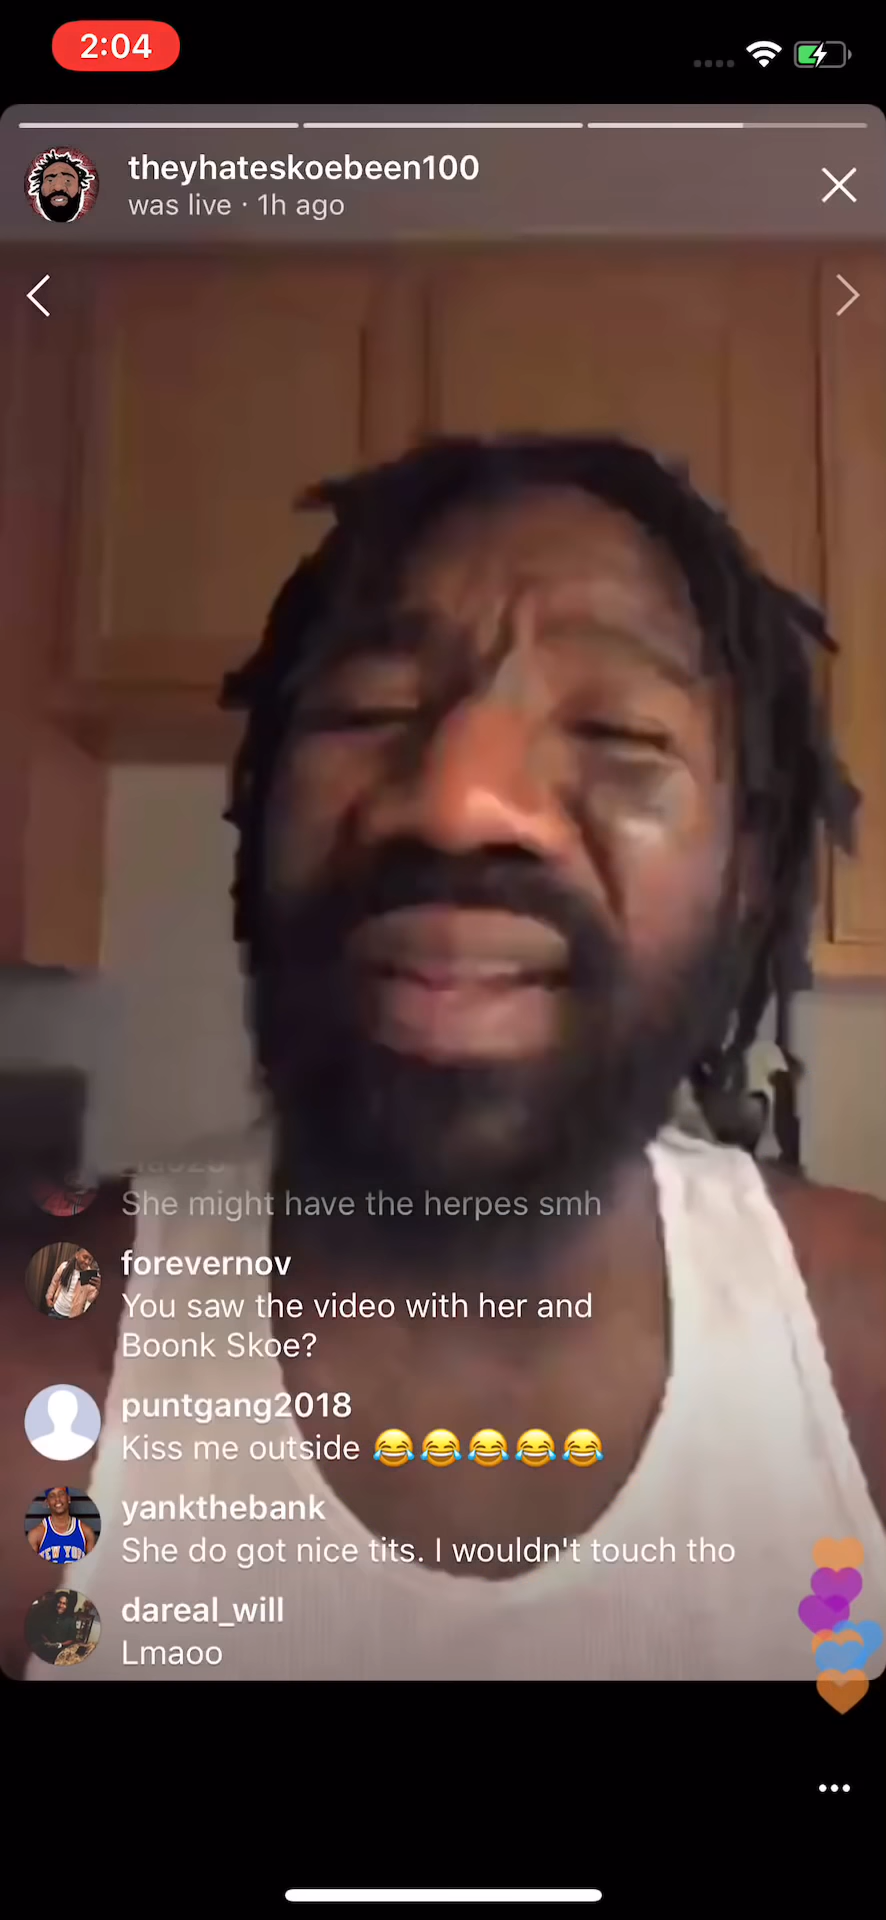 2:04
theyhateskoebeen100
was live · 1h ago
She might have the herpes smh
forevernov
You saw the video with her and
Boonk Skoe?
puntgang2018
Kiss me outside 😂😂😂😂😂
yankthebank
She do got nice tits. I wouldn't touch tho
dareal_will
Lmaoo